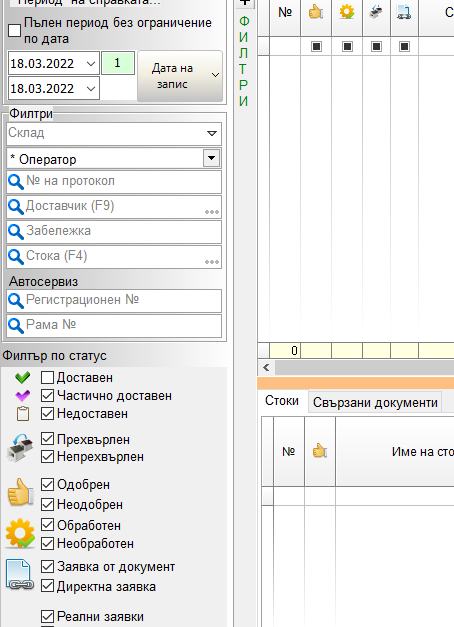 Период на справката...
Пълен период без ограничение
по дата
18.03.2022 1
18.03.2022
Дата на
запис
Филтри
Склад
* Оператор
№ на протокол
Доставчик (F9) ...
Забележка
Стока (F4) ...
Автосервиз
Регистрационен №
Рама №
Филтър по статус
Доставен
Частично доставен
Недоставен
Прехвърлен
Непрехвърлен
Одобрен
Неодобрен
Обработен
Необработен
Заявка от документ
Директна заявка
Реални заявки
ФИЛТРИ
№
0
Стоки Свързани документи
№ Име на сто